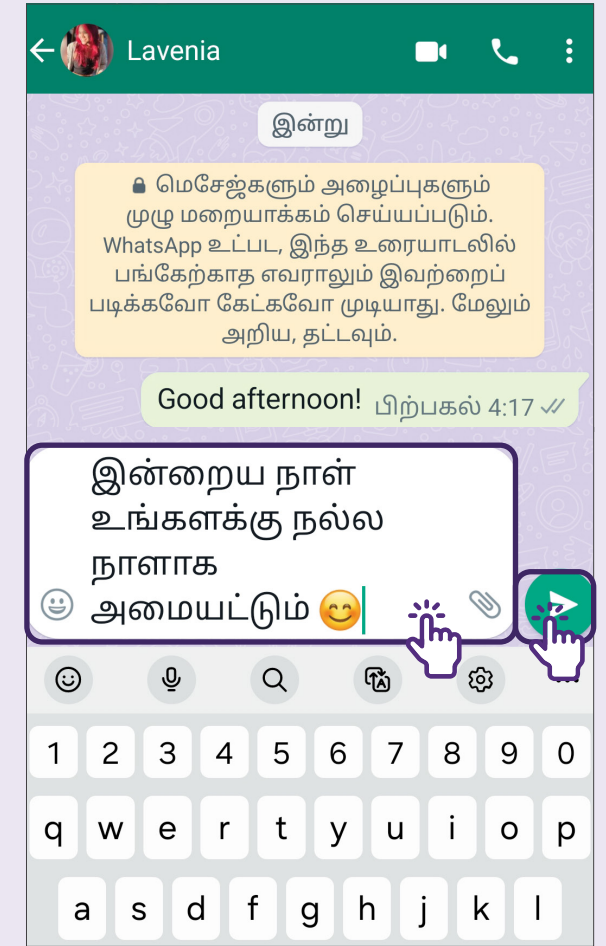 Lavenia
இன்று
மெசேஜ்களும் அழைப்புகளும்
முழு மறையாக்கம் செய்யப்படும்.
WhatsApp உட்பட, இந்த உரையாடலில்
பங்கேற்காத எவராலும் இவற்றைப்
படிக்கவோ கேட்கவோ முடியாது. மேலும்
அறிய, தட்டவும்.
Good afternoon! பிற்பகல் 4:17
இன்றைய நாள்
உங்களக்கு நல்ல
நாளாக
அமையட்டும் 😊
1 2 3 4 5 6 7 8 9 0
q w e r t y u i o p
a s d f g h j k l